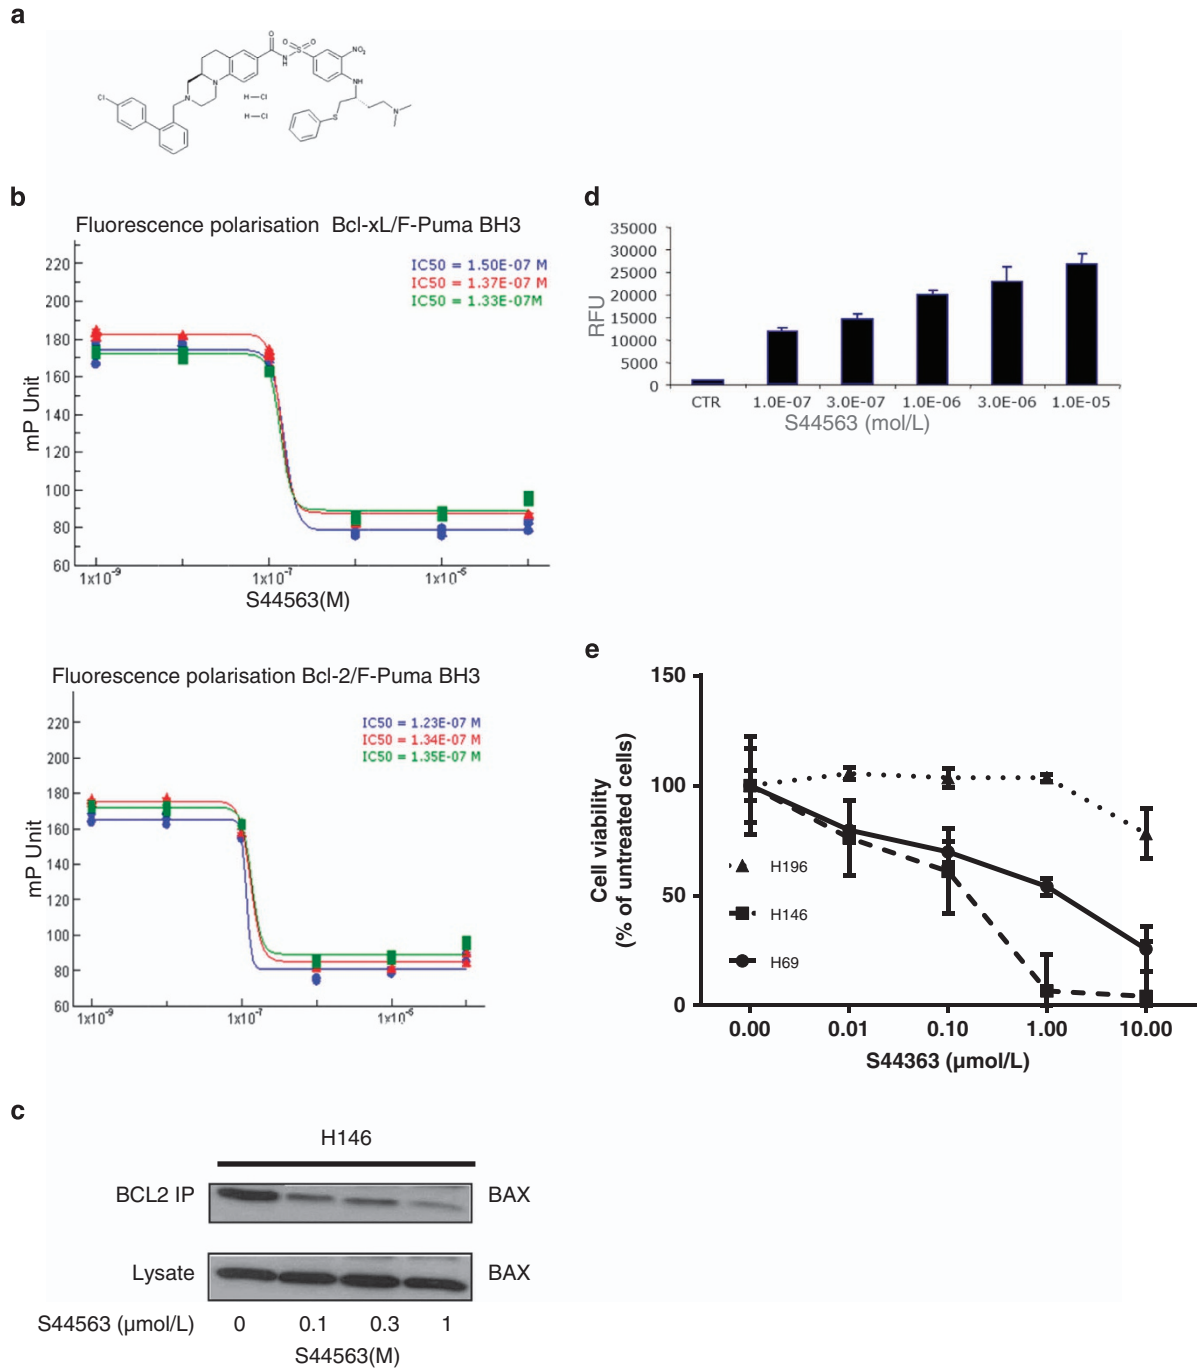 a
O
O
O
S
N
H
NO₂
NH
N
N
Cl
H—Cl
H—Cl
S
N
b
Fluorescence polarisation Bcl-xL/F-Puma BH3
IC50 = 1.50E-07 M
IC50 = 1.37E-07 M
IC50 = 1.33E-07M
220
200
180
160
140
120
100
80
60
mP Unit
1x10⁻⁹
1x10⁻⁷
1x10⁻⁵
S44563(M)
Fluorescence polarisation Bcl-2/F-Puma BH3
IC50 = 1.23E-07 M
IC50 = 1.34E-07 M
IC50 = 1.35E-07 M
220
200
180
160
140
120
100
80
60
mP Unit
1x10⁻⁹
1x10⁻⁷
1x10⁻⁵
c
H146
BCL2 IP
BAX
Lysate
BAX
S44563 (µmol/L) 0 0.1 0.3 1
S44563(M)
d
35000
30000
25000
20000
15000
10000
5000
0
RFU
CTR 1.0E-07 3.0E-07 1.0E-06 3.0E-06 1.0E-05
S44563 (mol/L)
e
150
100
50
0
Cell viability
(% of untreated cells)
H196
H146
H69
0.00 0.01 0.10 1.00 10.00
S44363 (µmol/L)